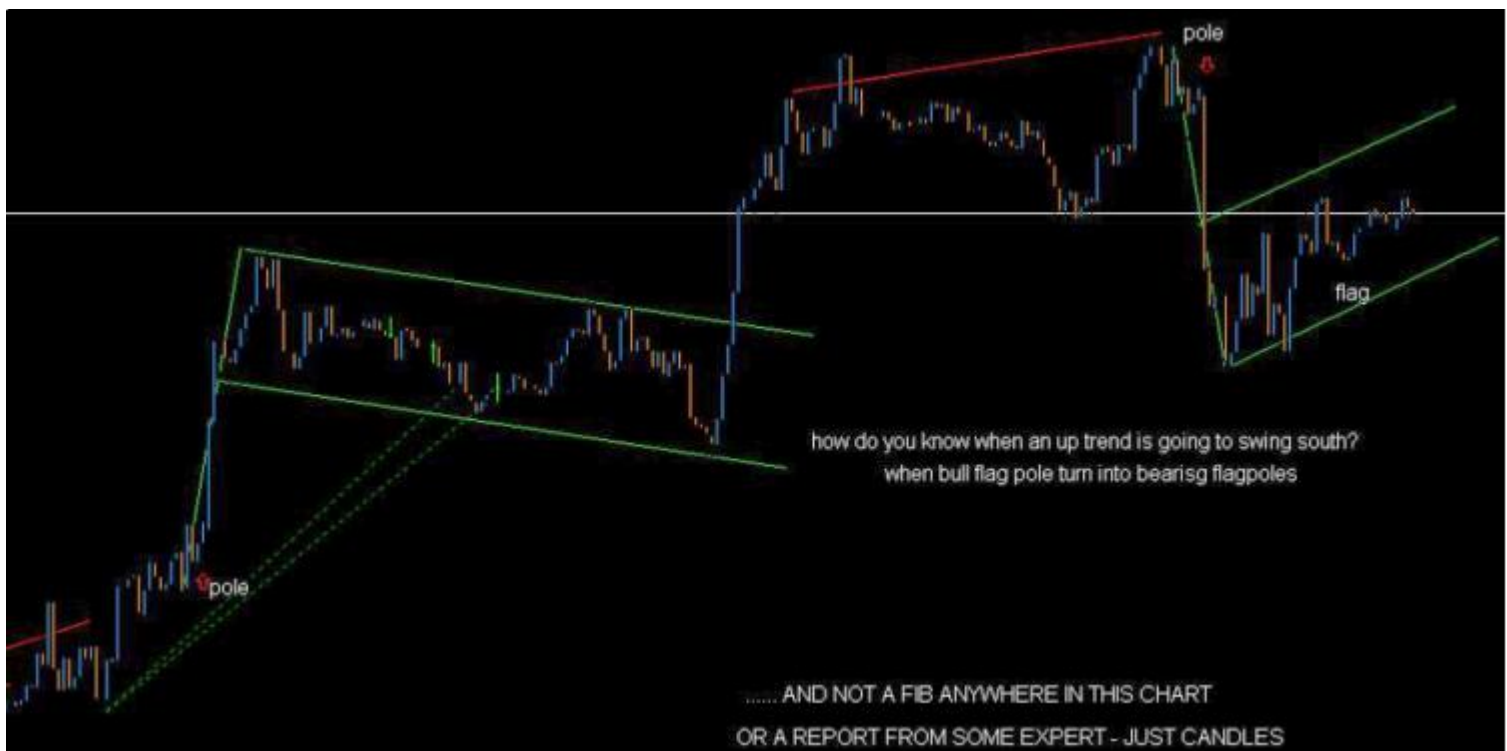 pole
flag
how do you know when an up trend is going to swing south?
when bull flag pole turn into bearisg flagpoles
pole
...... AND NOT A FIB ANYWHERE IN THIS CHART
OR A REPORT FROM SOME EXPERT - JUST CANDLES